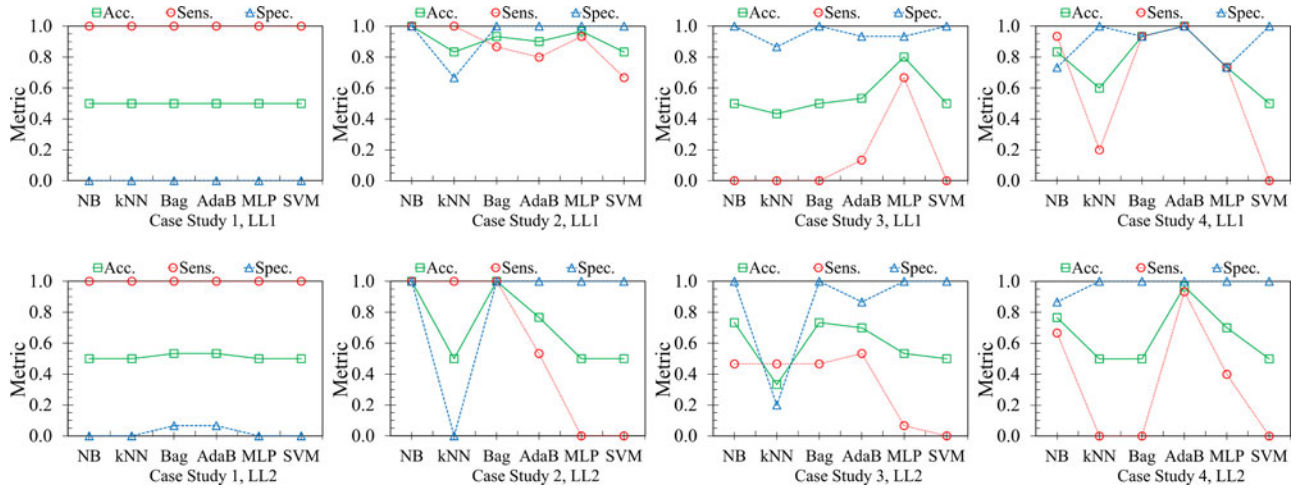 Acc. Sens. Spec.
1.0
0.8
0.6
0.4
0.2
0.0
Metric
NB kNN Bag AdaB MLP SVM
Case Study 1, LL1
Acc. Sens. Spec.
1.0
0.8
0.6
0.4
0.2
0.0
Metric
NB kNN Bag AdaB MLP SVM
Case Study 2, LL1
Acc. Sens. Spec.
1.0
0.8
0.6
0.4
0.2
0.0
Metric
NB kNN Bag AdaB MLP SVM
Case Study 3, LL1
Acc. Sens. Spec.
1.0
0.8
0.6
0.4
0.2
0.0
Metric
NB kNN Bag AdaB MLP SVM
Case Study 4, LL1
Acc. Sens. Spec.
1.0
0.8
0.6
0.4
0.2
0.0
Metric
NB kNN Bag AdaB MLP SVM
Case Study 1, LL2
Acc. Sens. Spec.
1.0
0.8
0.6
0.4
0.2
0.0
Metric
NB kNN Bag AdaB MLP SVM
Case Study 2, LL2
Acc. Sens. Spec.
1.0
0.8
0.6
0.4
0.2
0.0
Metric
NB kNN Bag AdaB MLP SVM
Case Study 3, LL2
Acc. Sens. Spec.
1.0
0.8
0.6
0.4
0.2
0.0
Metric
NB kNN Bag AdaB MLP SVM
Case Study 4, LL2